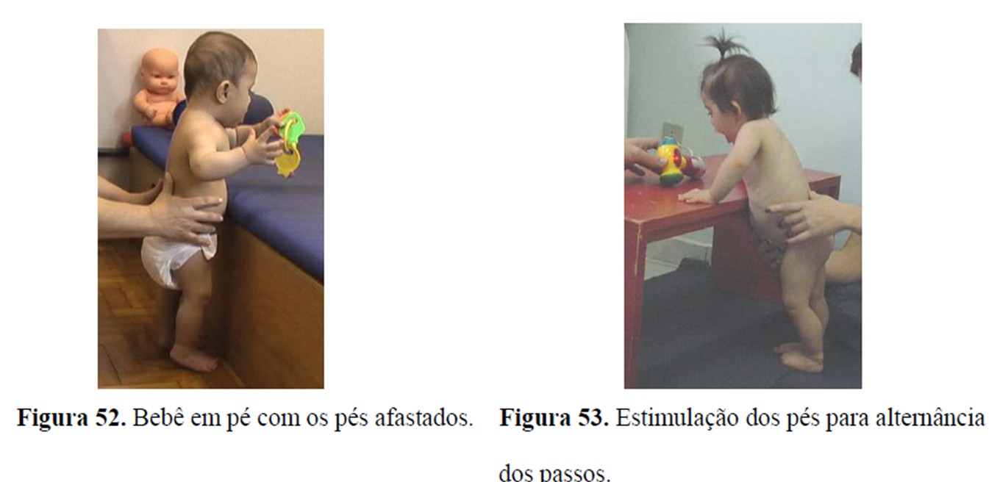 Figura 52. Bebê em pé com os pés afastados.
Figura 53. Estimulação dos pés para alternância
dos passos.